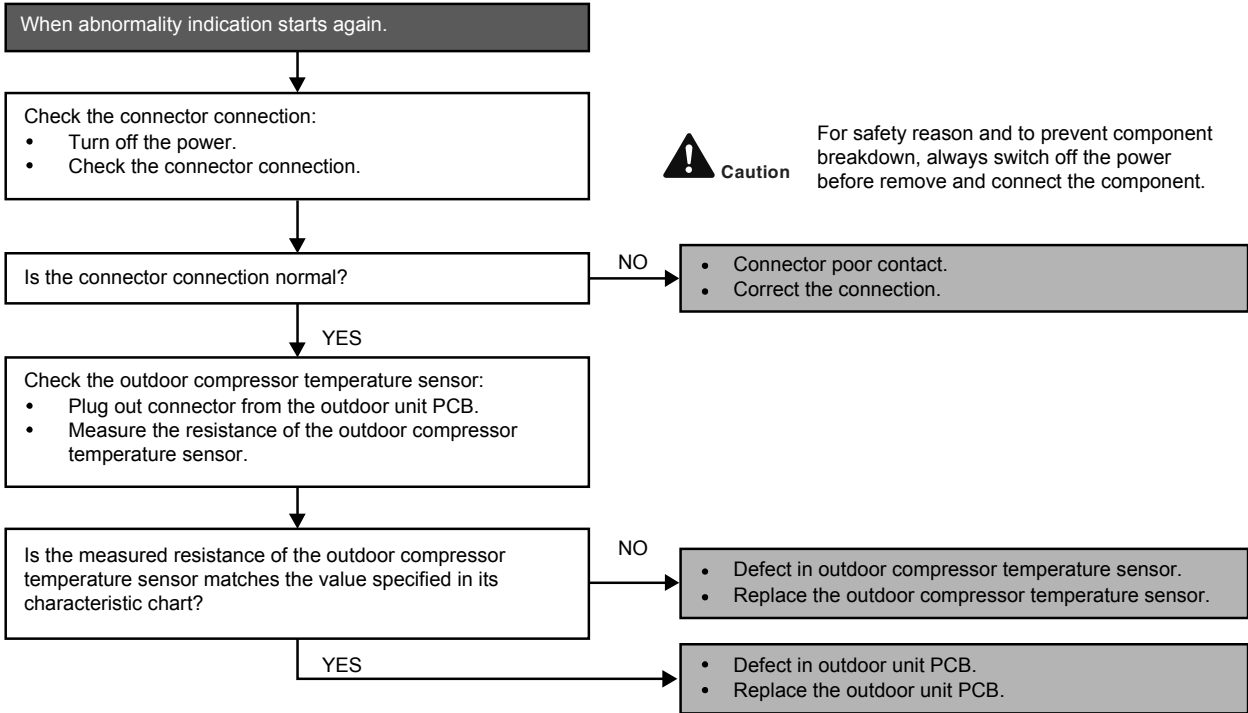 When abnormality indication starts again.
Check the connector connection:
• Turn off the power.
• Check the connector connection.
Caution
For safety reason and to prevent component
breakdown, always switch off the power
before remove and connect the component.
Is the connector connection normal?
NO
• Connector poor contact.
• Correct the connection.
YES
Check the outdoor compressor temperature sensor:
• Plug out connector from the outdoor unit PCB.
• Measure the resistance of the outdoor compressor
temperature sensor.
Is the measured resistance of the outdoor compressor
temperature sensor matches the value specified in its
characteristic chart?
NO
• Defect in outdoor compressor temperature sensor.
• Replace the outdoor compressor temperature sensor.
YES
• Defect in outdoor unit PCB.
• Replace the outdoor unit PCB.